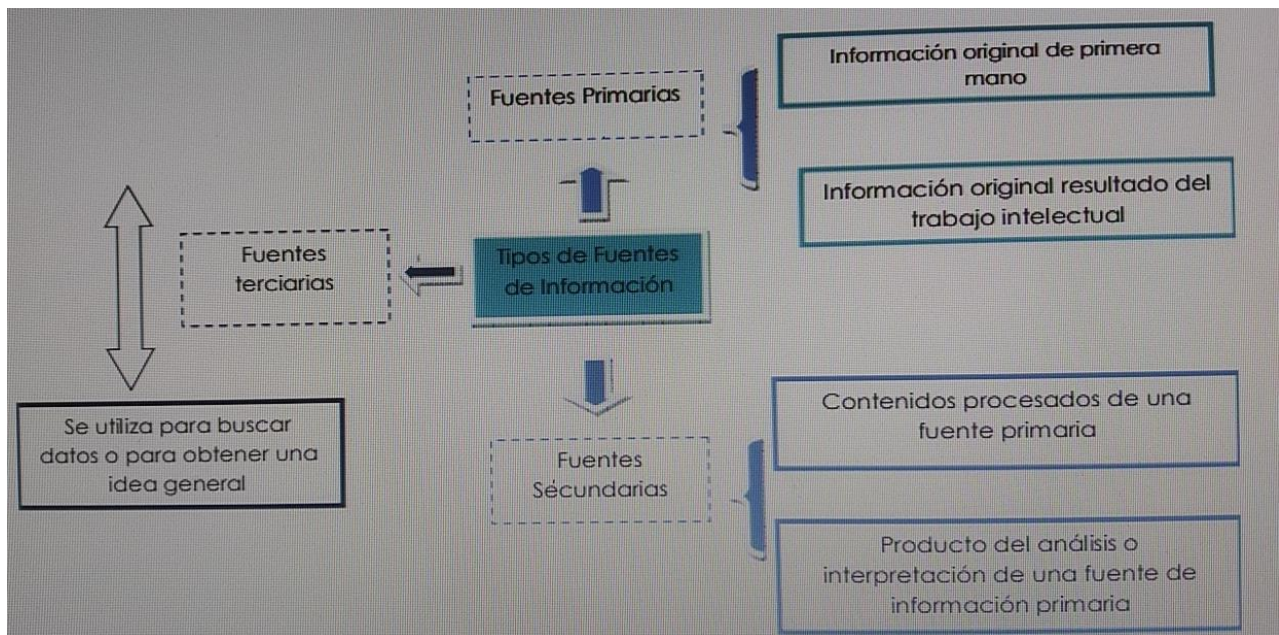 Información original de primera
mano
Fuentes Primarias
Información original resultado del
trabajo intelectual
Fuentes
terciarias
Tipos de Fuentes
de Información
Se utiliza para buscar
datos o para obtener una
idea general
Contenidos procesados de una
fuente primaria
Fuentes
Secundarias
Producto del análisis o
interpretación de una fuente de
información primaria